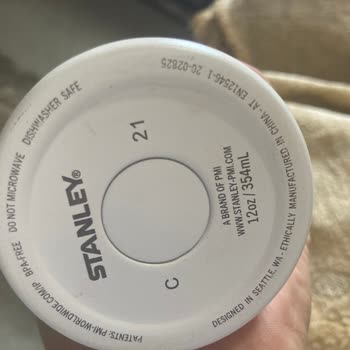 STANLEY®
21
C
A BRAND OF PMI
WWW.STANLEY-PMI.COM
12oz / 354mL
PATENTS: PMI-WORLDWIDE.COM/IP BPA-FREE DO NOT MICROWAVE DISHWASHER SAFE
DESIGNED IN SEATTLE, WA - ETHICALLY MANUFACTURED IN CHINA - AT EN12546-1 20-02825